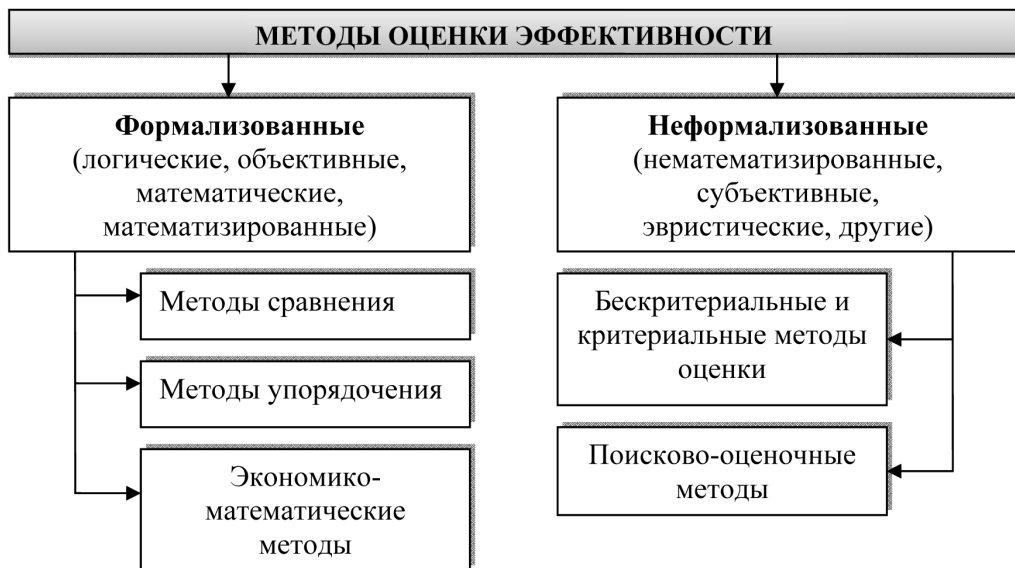 МЕТОДЫ ОЦЕНКИ ЭФФЕКТИВНОСТИ
Формализованные
(логические, объективные,
математические,
математизированные)
Методы сравнения
Методы упорядочения
Экономико-
математические
методы
Неформализованные
(нематематизированные,
субъективные,
эвристические, другие)
Бескритериальные и
критериальные методы
оценки
Поисково-оценочные
методы